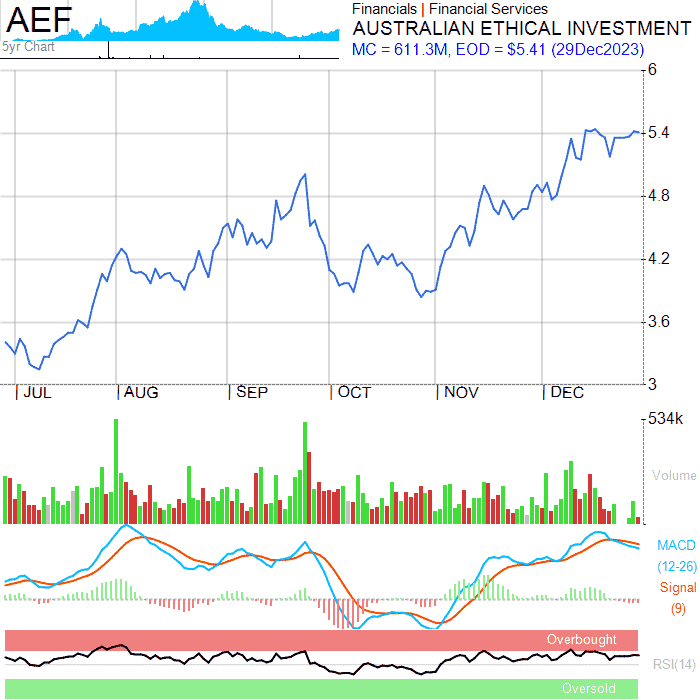 AEF
5yr Chart
Financials | Financial Services
AUSTRALIAN ETHICAL INVESTMENT
MC = 611.3M, EOD = $5.41 (29Dec2023)
6
5.4
4.8
4.2
3.6
3
JUL
AUG
SEP
OCT
NOV
DEC
534k
Volume
MACD
(12-26)
Signal
(9)
Overbought
RSI(14)
Oversold